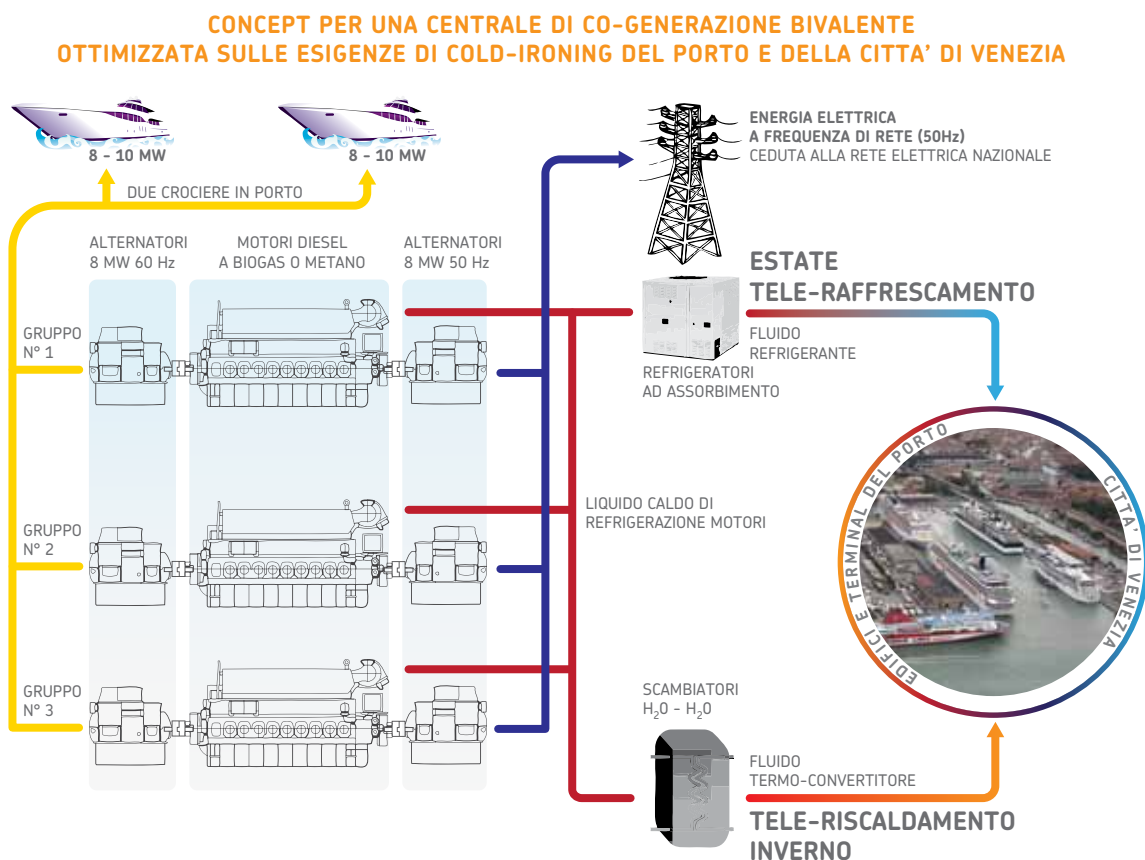 CONCEPT PER UNA CENTRALE DI CO-GENERAZIONE BIVALENTE
OTTIMIZZATA SULLE ESIGENZE DI COLD-IRONING DEL PORTO E DELLA CITTA' DI VENEZIA
8 - 10 MW
8 - 10 MW
DUE CROCIERE IN PORTO
ENERGIA ELETTRICA
A FREQUENZA DI RETE (50Hz)
CEDUTA ALLA RETE ELETTRICA NAZIONALE
ALTERNATORI
8 MW 60 Hz
MOTORI DIESEL
A BIOGAS O METANO
ALTERNATORI
8 MW 50 Hz
ESTATE
TELE-RAFFRESCAMENTO
FLUIDO
REFRIGERANTE
REFRIGERATORI
AD ASSORBIMENTO
GRUPPO
N° 1
GRUPPO
N° 2
GRUPPO
N° 3
LIQUIDO CALDO DI
REFRIGERAZIONE MOTORI
EDIFICI E TERMINAL DEL PORTO
CITTA' DI VENEZIA
SCAMBIATORI
H₂0 - H₂0
FLUIDO
TERMO-CONVERTITORE
TELE-RISCALDAMENTO
INVERNO